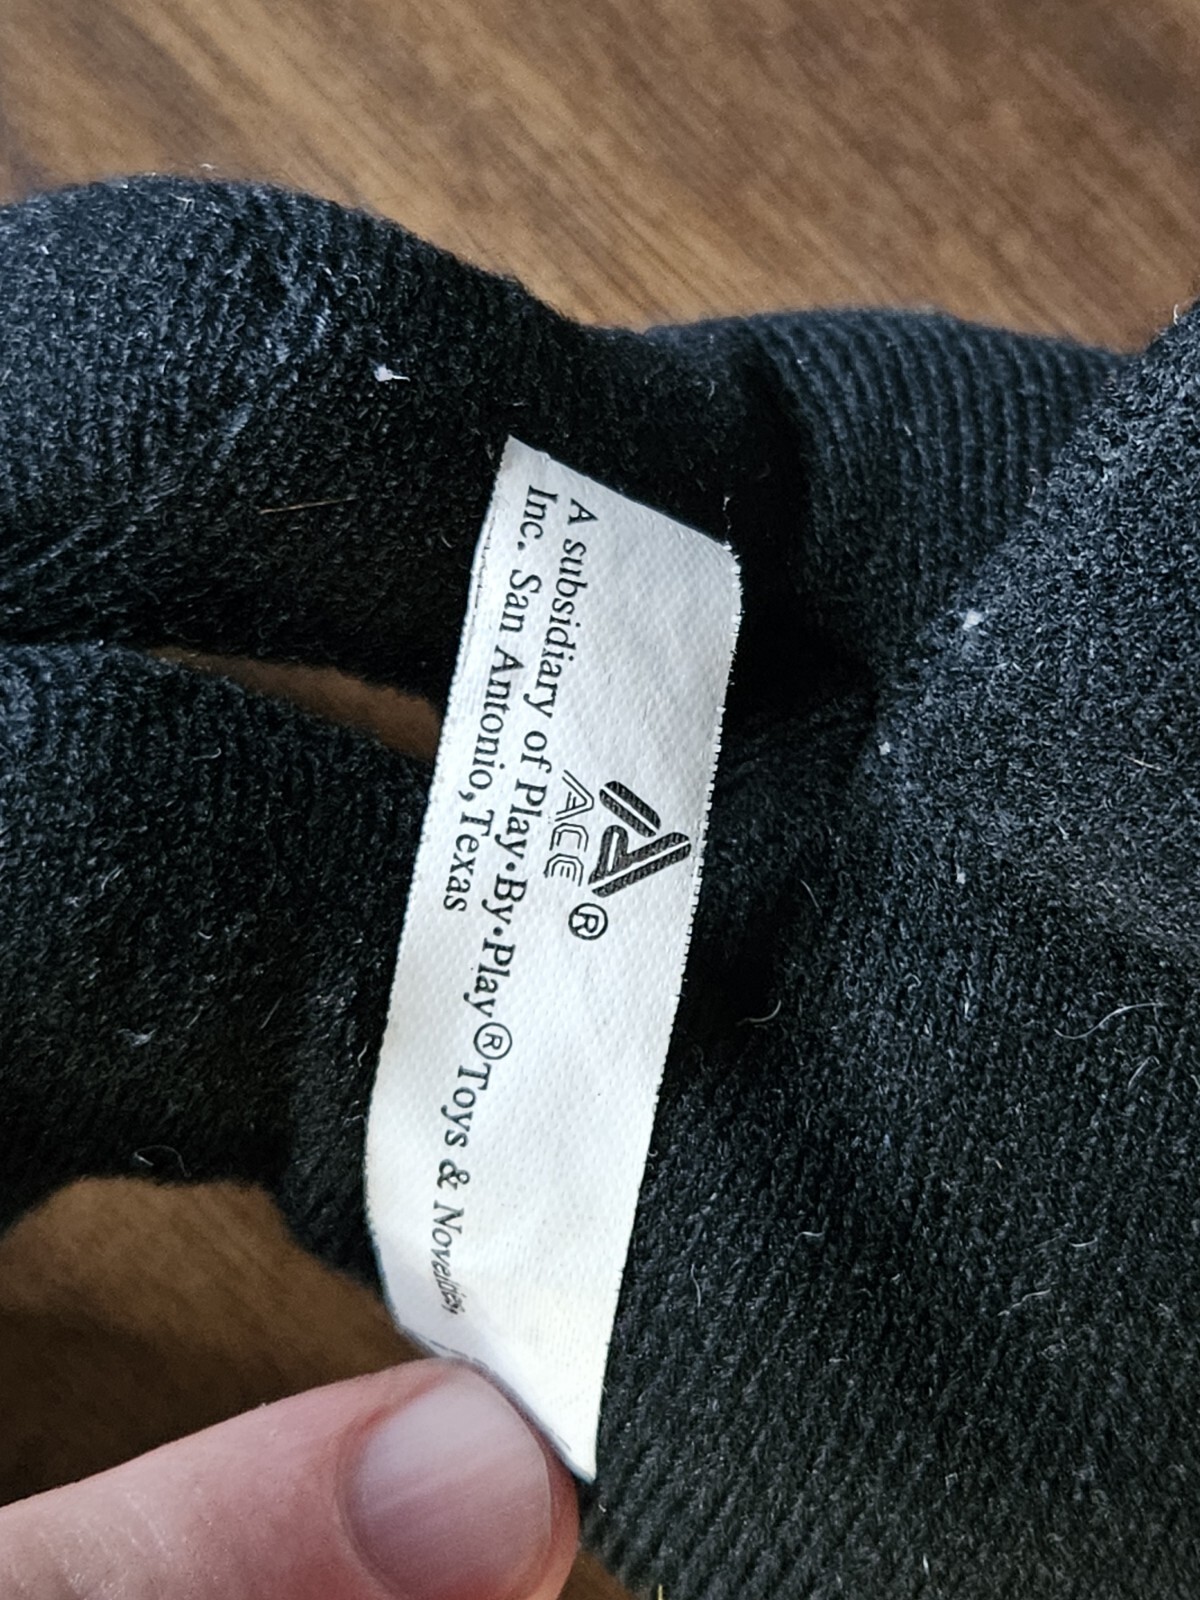 ACE®
A subsidiary of Play·By·Play® Toys & Novelties,
Inc. San Antonio, Texas